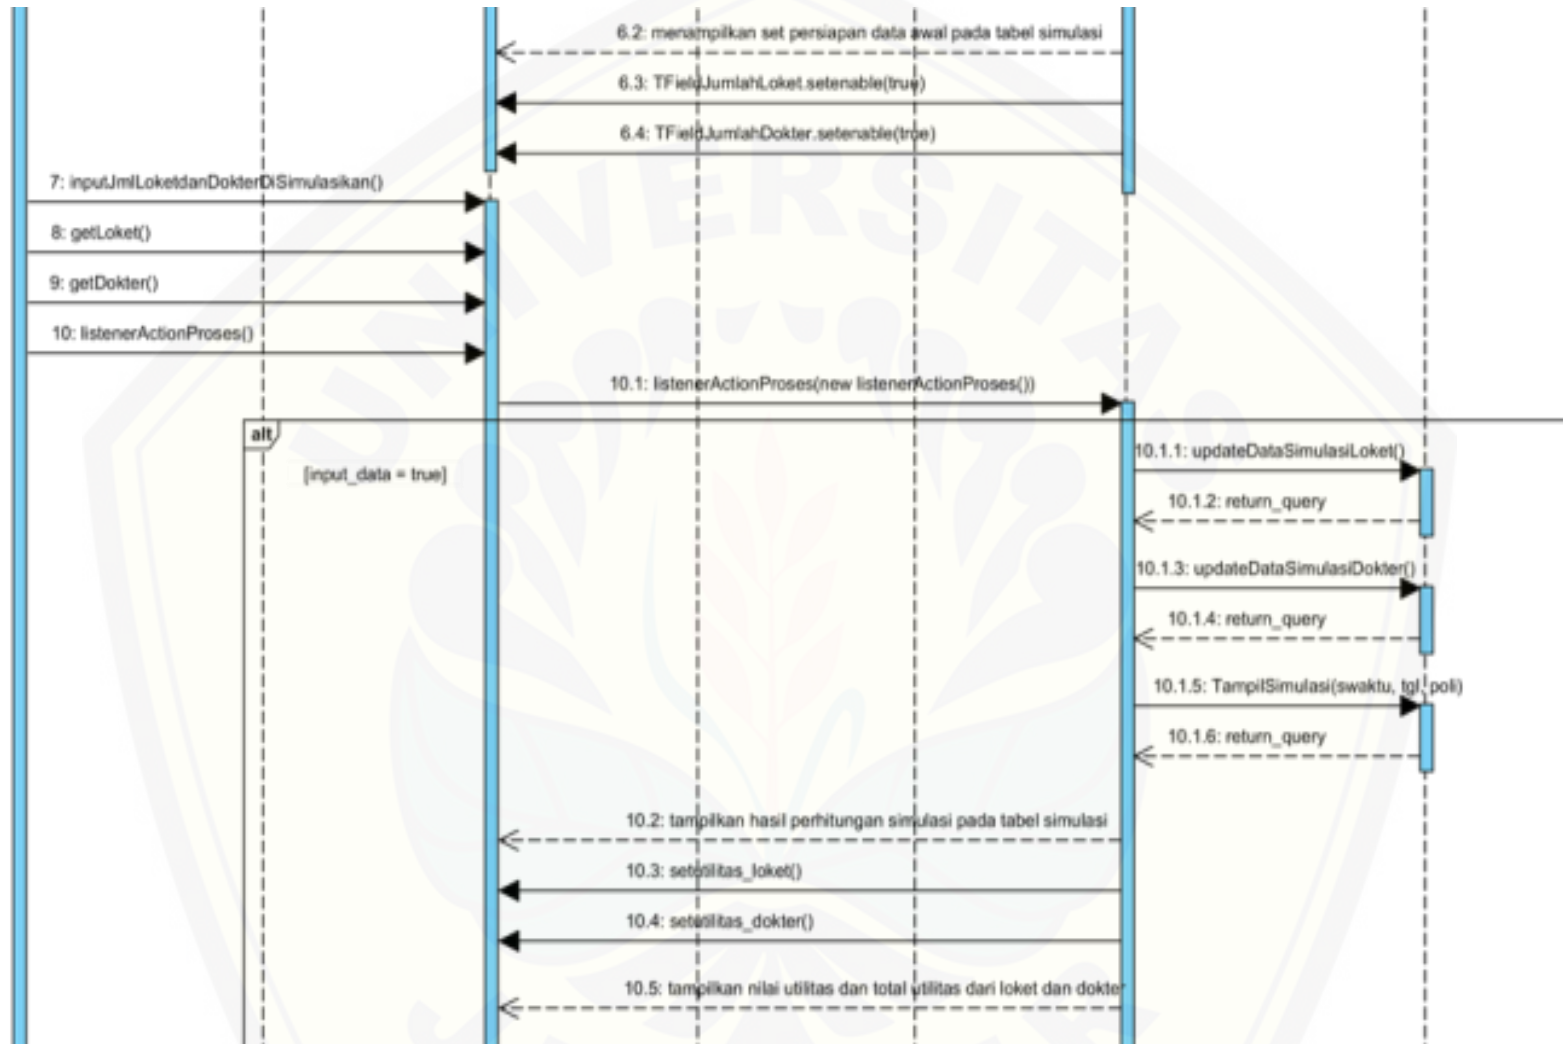 6.2: menampilkan set persiapan data awal pada tabel simulasi
6.3: TFieldJumlahLoket.setenable(true)
6.4: TFieldJumlahDokter.setenable(true)
7: inputJmlLoketdanDokterDiSimulasikan()
8: getLoket()
9: getDokter()
10: listenerActionProses()
10.1: listenerActionProses(new listenerActionProses())
alt
[input_data = true]
10.1.1: updateDataSimulasiLoket()
10.1.2: return_query
10.1.3: updateDataSimulasiDokter()
10.1.4: return_query
10.1.5: TampilSimulasi(swaktu, tgl, poli)
10.1.6: return_query
10.2: tampilkan hasil perhitungan simulasi pada tabel simulasi
10.3: setutilitas_loket()
10.4: setutilitas_dokter()
10.5: tampilkan nilai utilitas dan total utilitas dari loket dan dokter
UNIVERSITAS